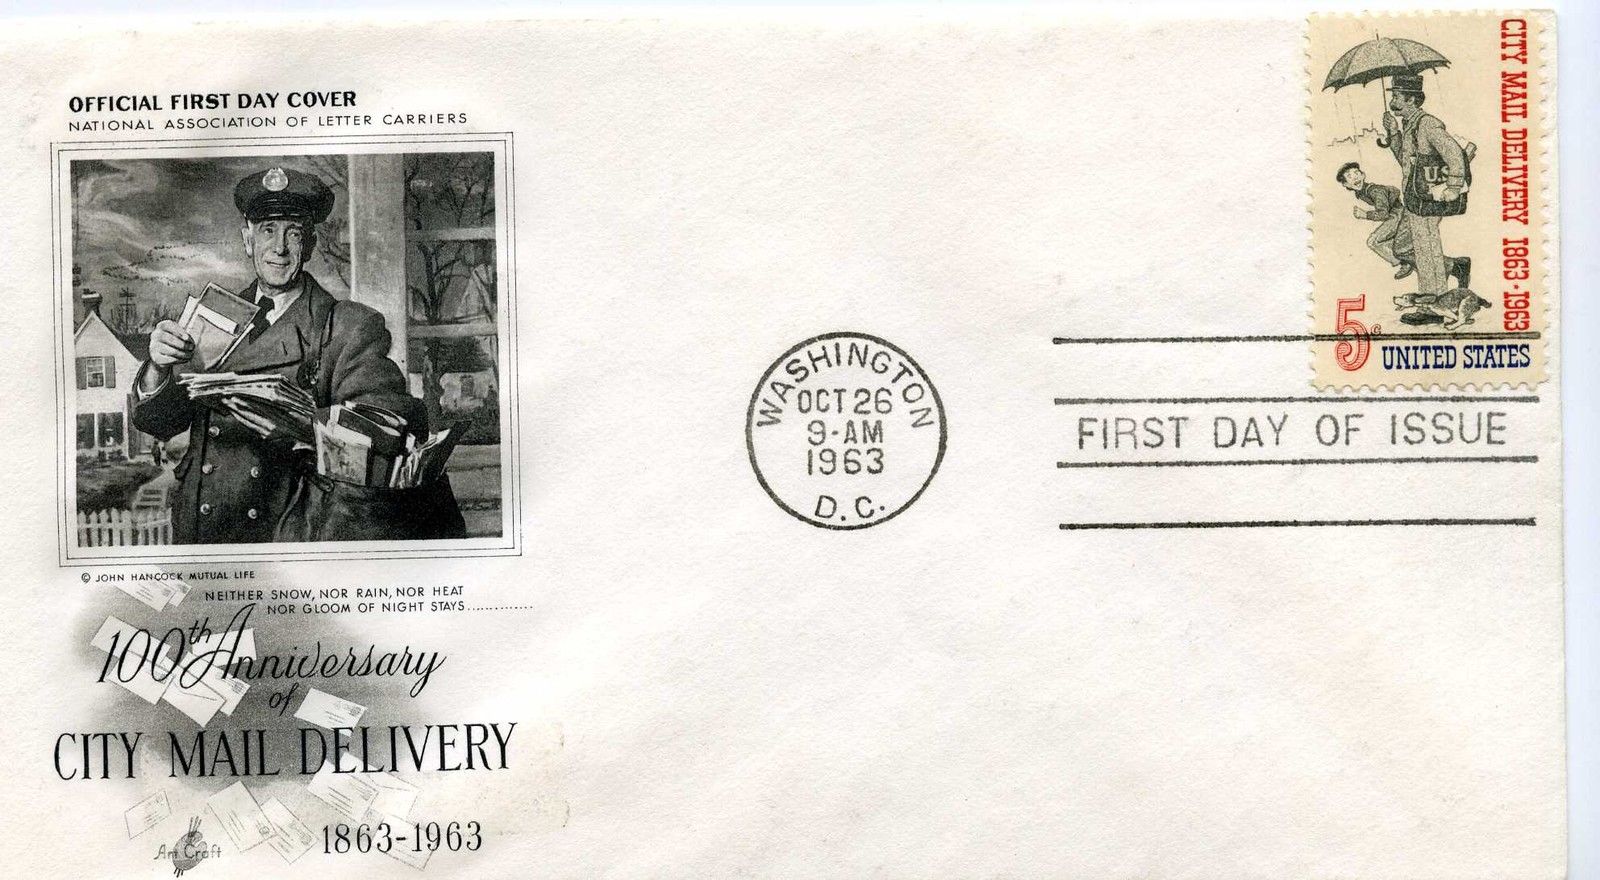 OFFICIAL FIRST DAY COVER
NATIONAL ASSOCIATION OF LETTER CARRIERS
© JOHN HANCOCK MUTUAL LIFE
NEITHER SNOW, NOR RAIN, NOR HEAT
NOR GLOOM OF NIGHT STAYS..............
100th Anniversary
of
CITY MAIL DELIVERY
1863-1963
Art Craft
WASHINGTON
OCT 26
9-AM
1963
D.C.
CITY MAIL DELIVERY 1863·1963
U.S.
5c
UNITED STATES
FIRST DAY OF ISSUE